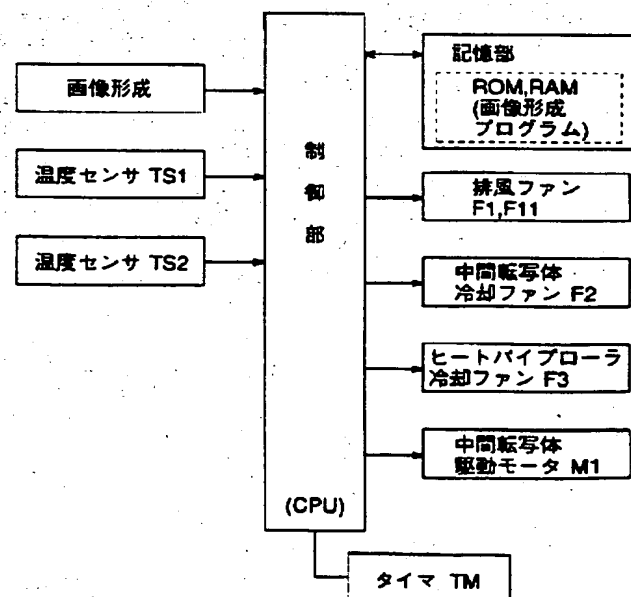 画像形成
温度センサ TS1
温度センサ TS2
制
御
部
(CPU)
記憶部
ROM,RAM
(画像形成
プログラム)
排風ファン
F1,F11
中間転写体
冷却ファン F2
ヒートパイプローラ
冷却ファン F3
中間転写体
駆動モータ M1
タイマ TM